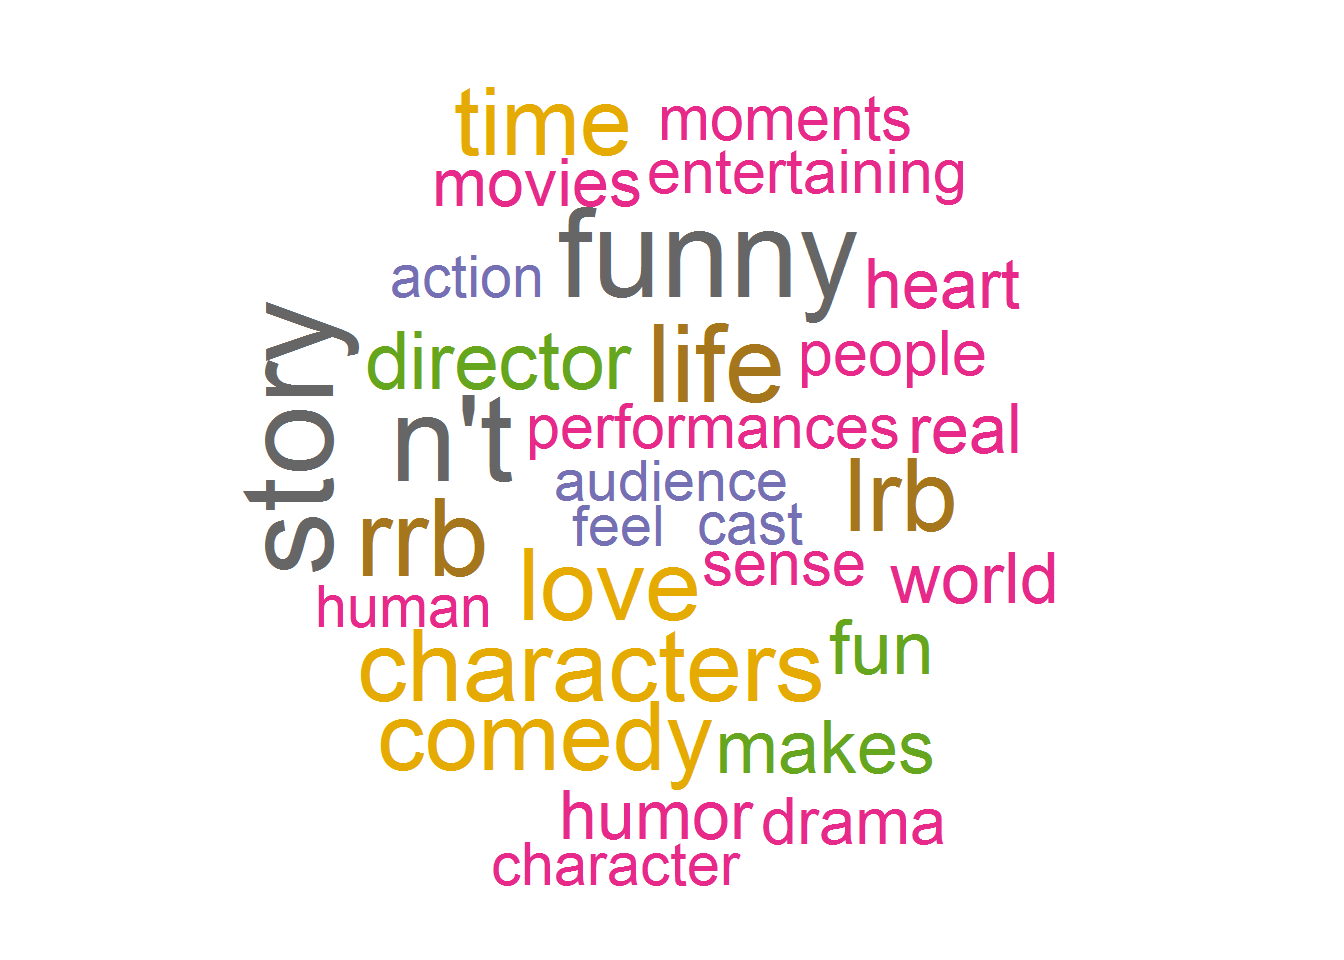 time moments
movies entertaining
funny
action heart
story
director life people
n't performances real
audience lrb
rrb feel cast
love sense world
human
characters fun
comedy makes
humor drama
character